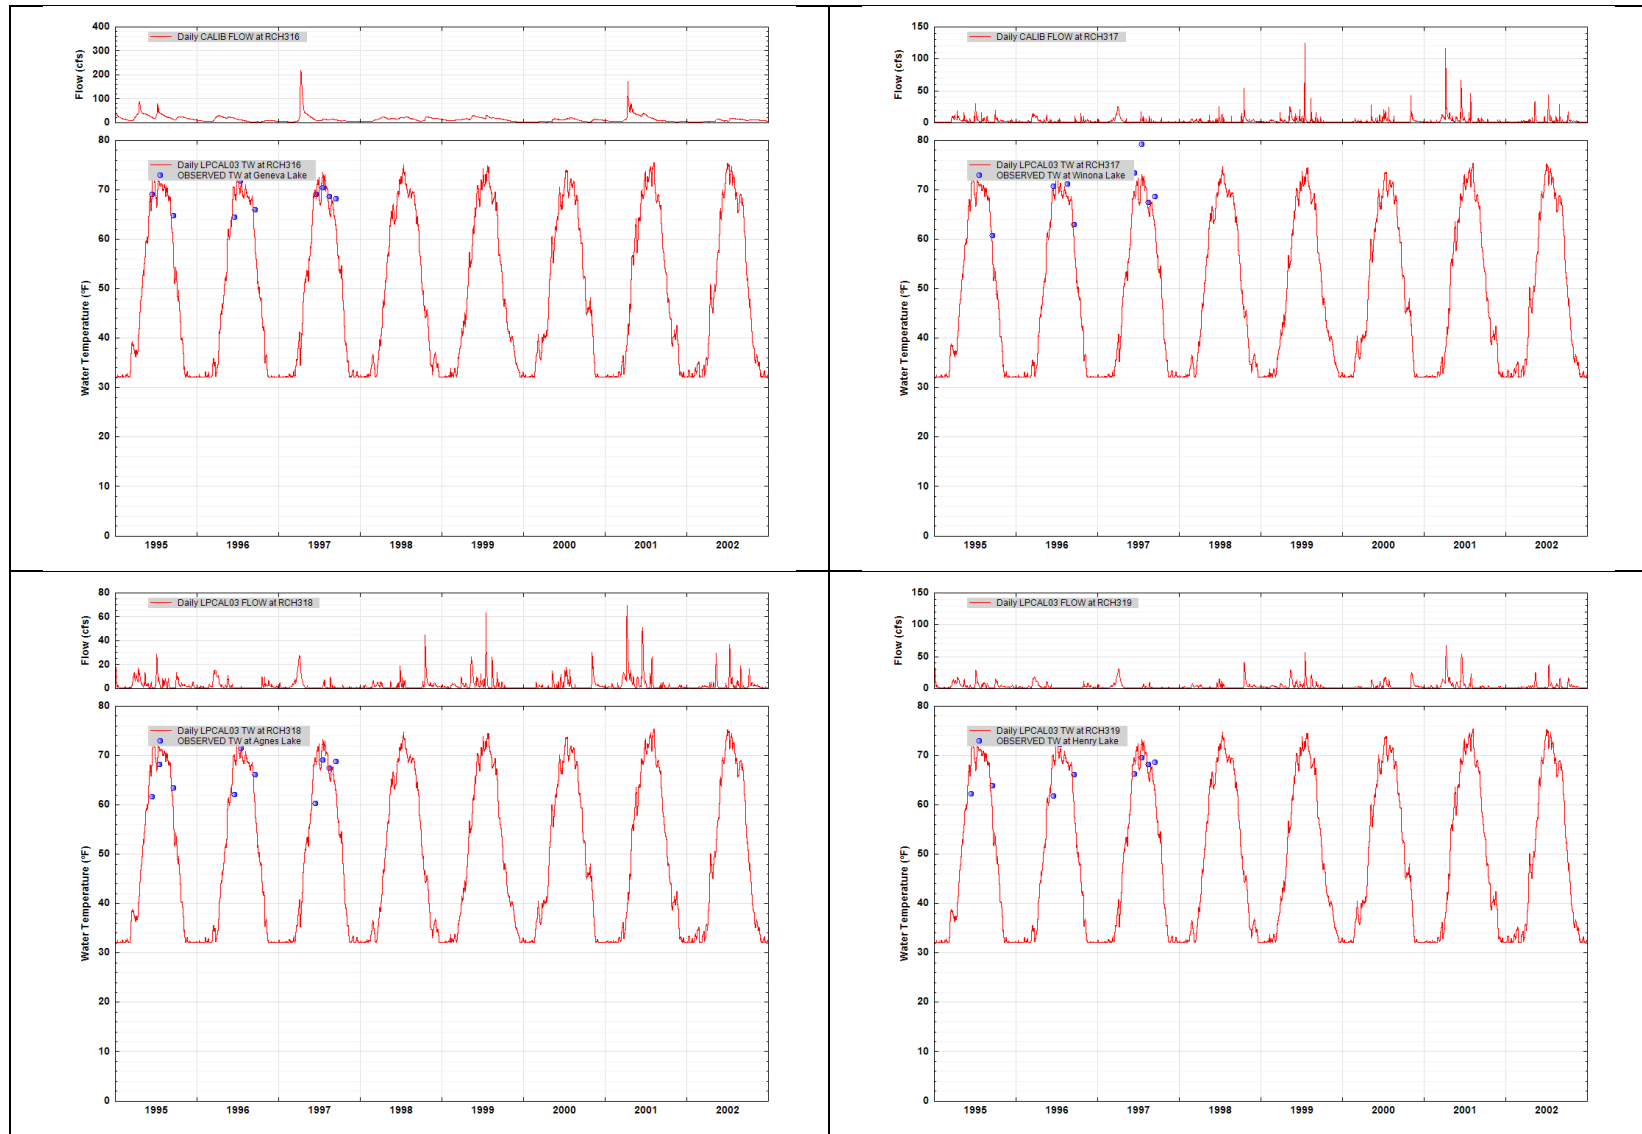 400
300
200
100
0
Flow (cfs)
Daily CALIB FLOW at RCH316
80
70
60
50
40
30
20
10
0
Water Temperature (°F)
Daily LPCAL03 TW at RCH316
OBSERVED TW at Geneva Lake
1995 1996 1997 1998 1999 2000 2001 2002
150
100
50
0
Flow (cfs)
Daily CALIB FLOW at RCH317
80
70
60
50
40
30
20
10
0
Water Temperature (°F)
Daily LPCAL03 TW at RCH317
OBSERVED TW at Winona Lake
1995 1996 1997 1998 1999 2000 2001 2002
80
60
40
20
0
Flow (cfs)
Daily LPCAL03 FLOW at RCH318
80
70
60
50
40
30
20
10
0
Water Temperature (°F)
Daily LPCAL03 TW at RCH318
OBSERVED TW at Agnes Lake
1995 1996 1997 1998 1999 2000 2001 2002
150
100
50
0
Flow (cfs)
Daily LPCAL03 FLOW at RCH319
80
70
60
50
40
30
20
10
0
Water Temperature (°F)
Daily LPCAL03 TW at RCH319
OBSERVED TW at Henry Lake
1995 1996 1997 1998 1999 2000 2001 2002